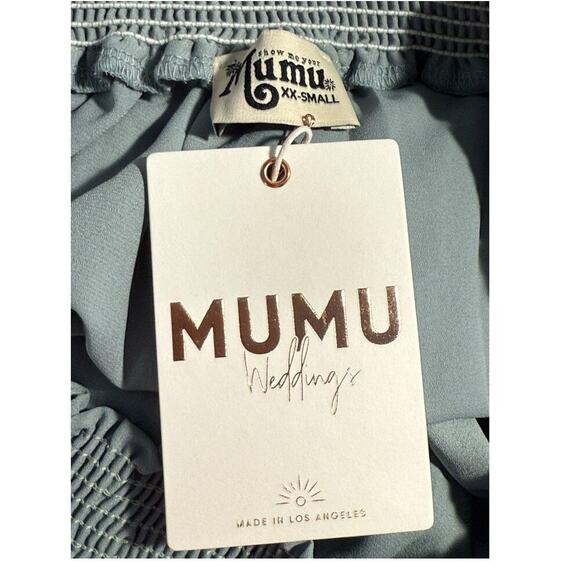 show me your
Mumu
XX-SMALL
MUMU
Weddings
MADE IN LOS ANGELES